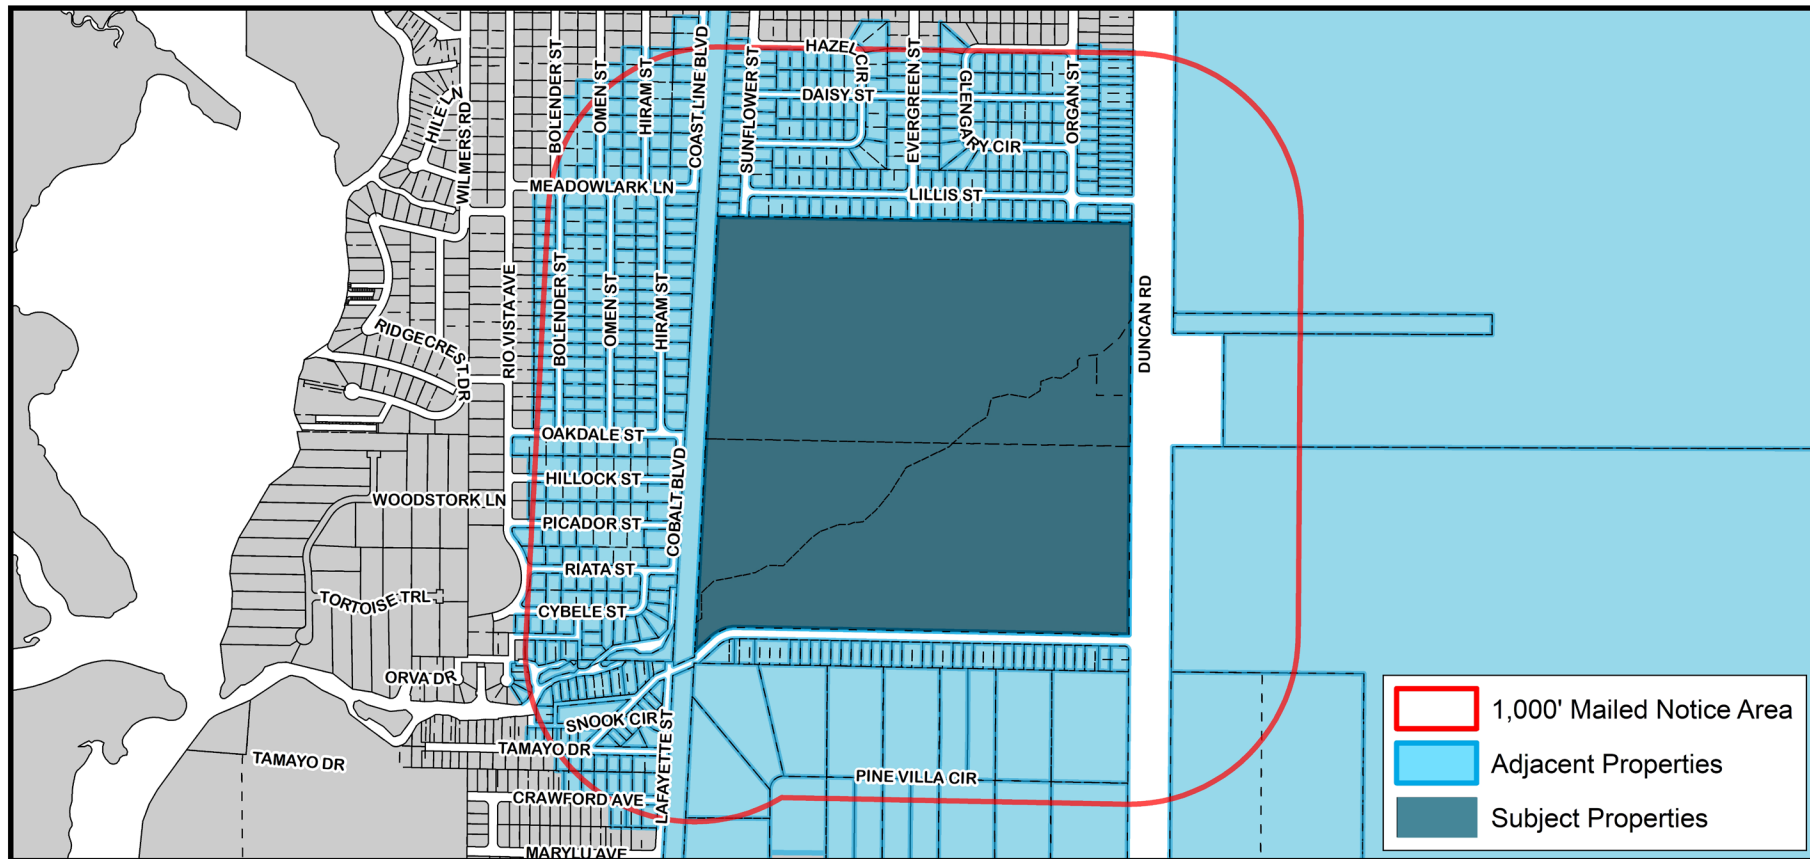 HAZEL CIR
DAISY ST
SUNFLOWER ST
EVERGREEN ST
GLENGARY CIR
ORGAN ST
LILLIS ST
BOLENDER ST
OMEN ST
HIRAM ST
COAST LINE BLVD
HILE LN
WILMERS RD
MEADOWLARK LN
BOLENDER ST
OMEN ST
HIRAM ST
RIO VISTA AVE
RIDGECREST DR
DUNCAN RD
OAKDALE ST
HILLOCK ST
COBALT BLVD
WOODSTORK LN
PICADOR ST
RIATA ST
TORTOISE TRL
CYBELE ST
ORVA DR
SNOOK CIR
LAFAYETTE ST
TAMAYO DR
TAMAYO DR
PINE VILLA CIR
CRAWFORD AVE
MARYLU AVE
1,000' Mailed Notice Area
Adjacent Properties
Subject Properties